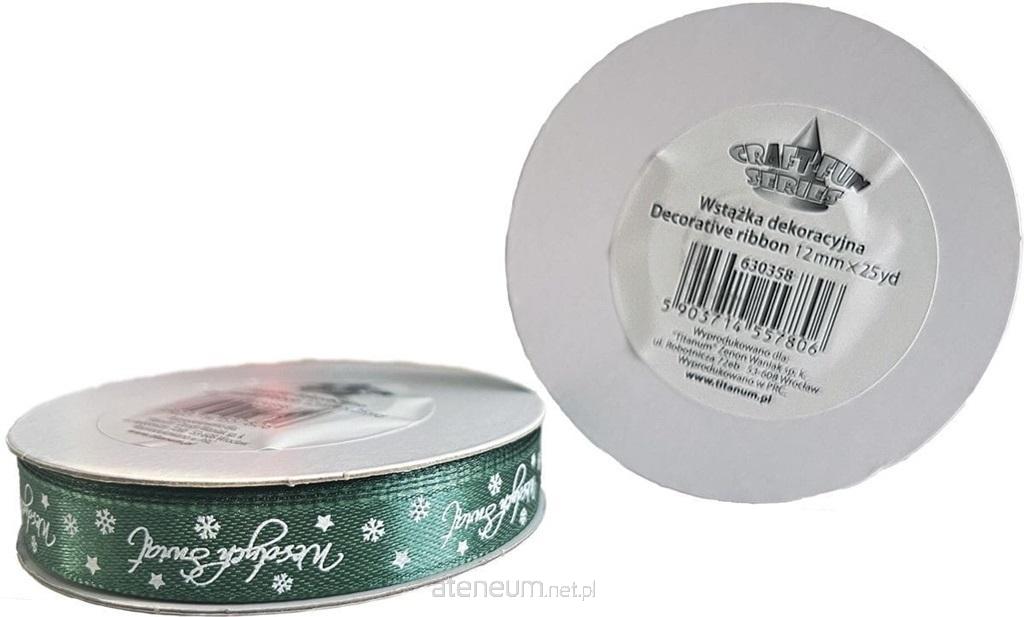 CRAFT-FUN
SERIES
Wstążka dekoracyjna
Decorative ribbon 12mm x 25yd
630358
5 903714 557806
Wyprodukowano dla:
"Titanum" Zenon Waniak sp. k.
ul. Robotnicza 72eb 53-608 Wrocław
Wyprodukowano w PRC.
www.titanum.pl
Wesołych Świąt
ateneum.net.pl